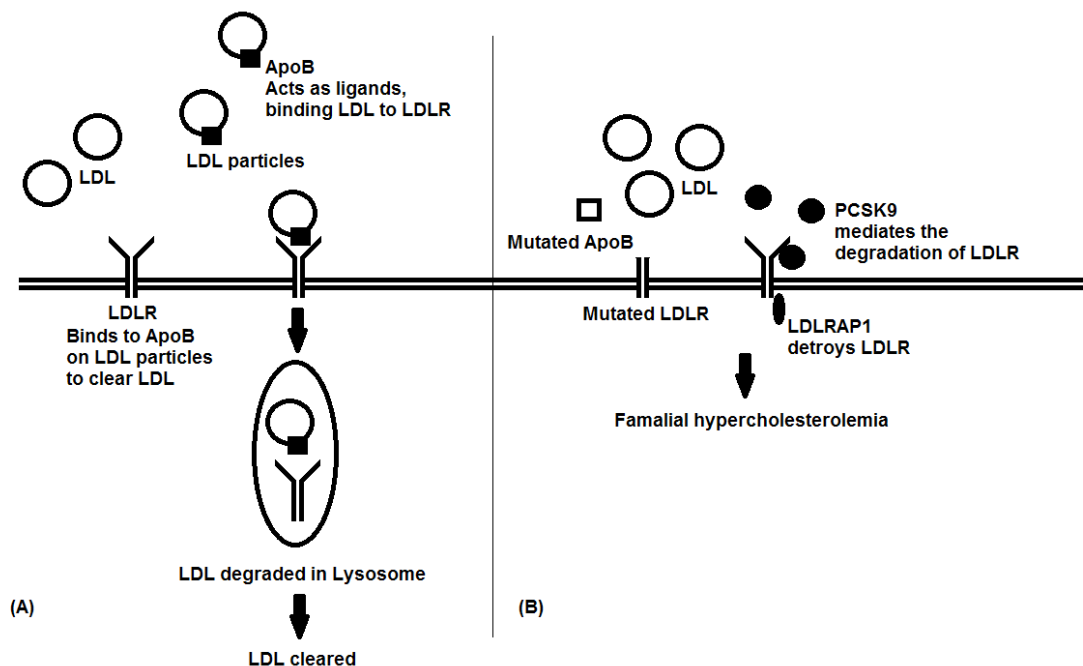 ApoB
Acts as ligands,
binding LDL to LDLR
LDL particles
LDL
LDLR
Binds to ApoB
on LDL particles
to clear LDL
LDL degraded in Lysosome
(A)
LDL cleared
LDL
PCSK9
mediates the
degradation of LDLR
Mutated ApoB
Mutated LDLR
LDLRAP1
detroys LDLR
Famalial hypercholesterolemia
(B)